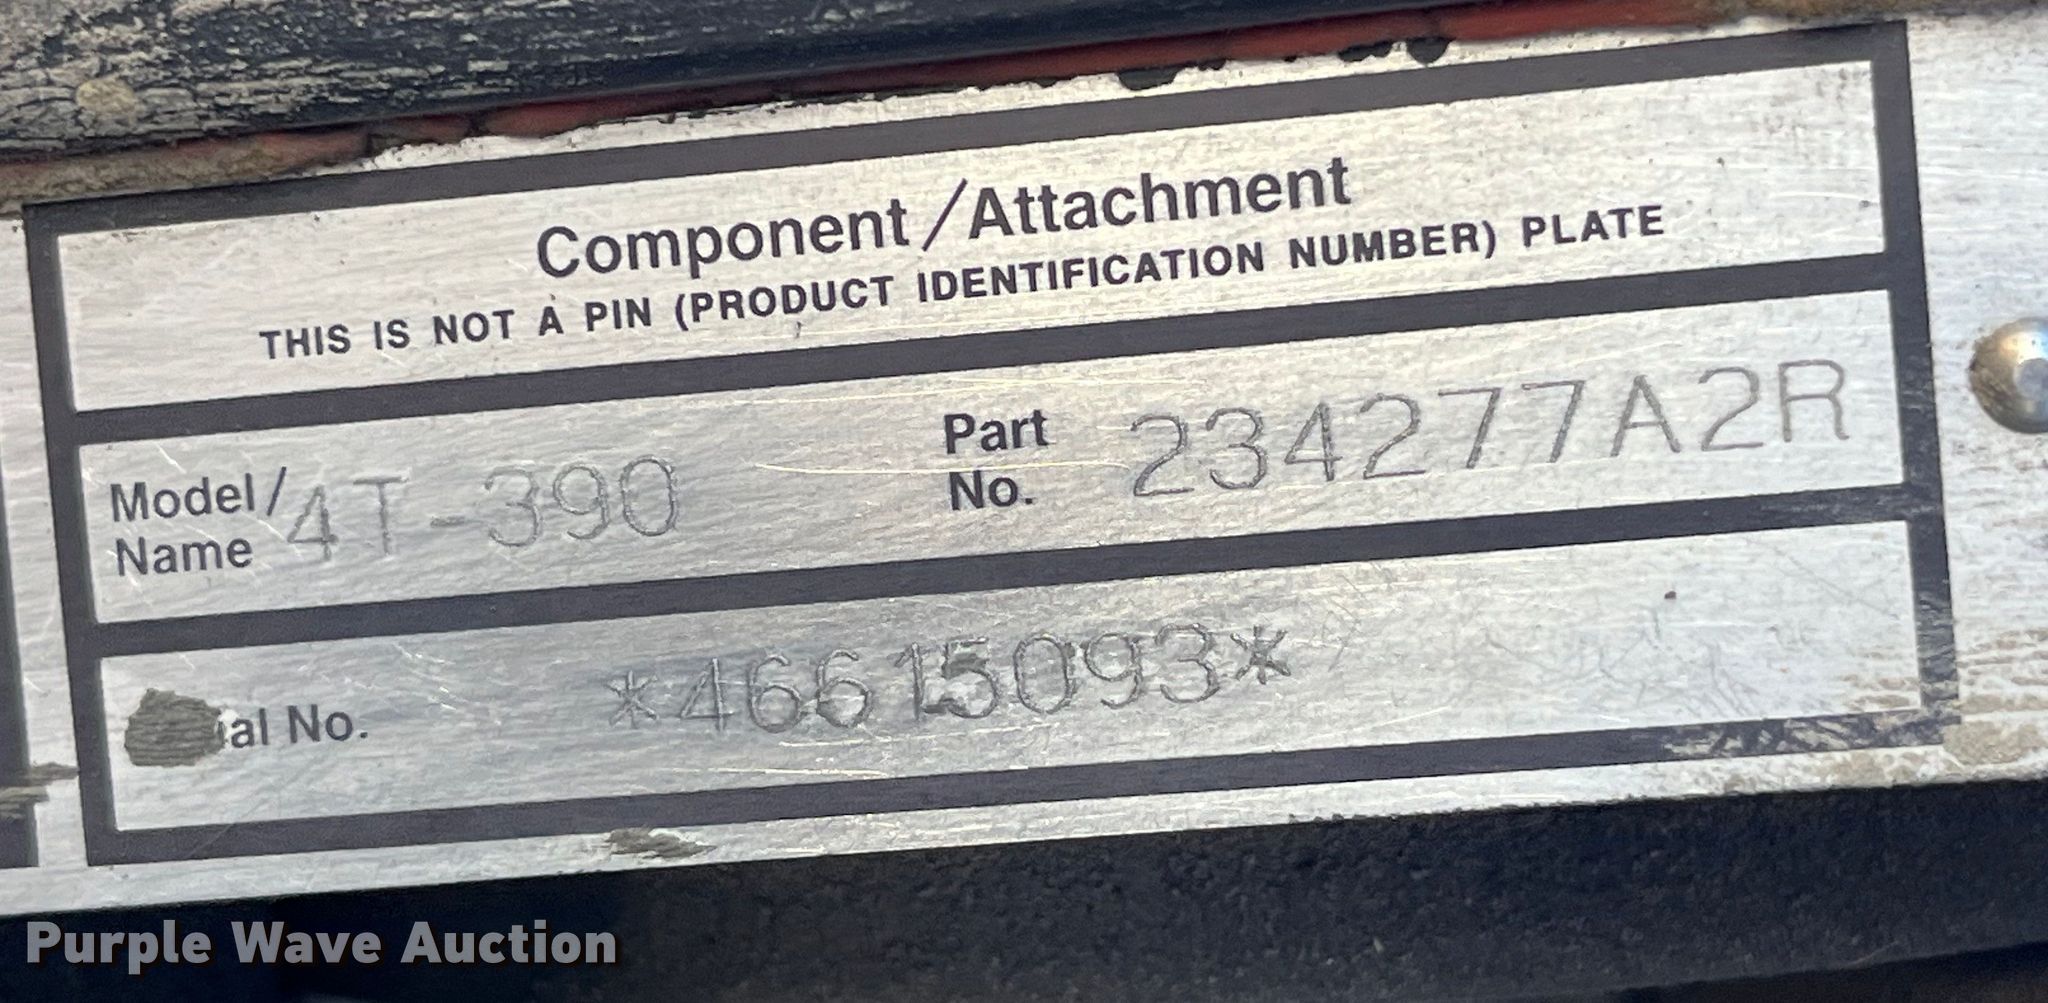 Component/Attachment
THIS IS NOT A PIN (PRODUCT IDENTIFICATION NUMBER) PLATE
Model/Name 4T-390
Part No. 234277A2R
ial No. *46615093*
Purple Wave Auction